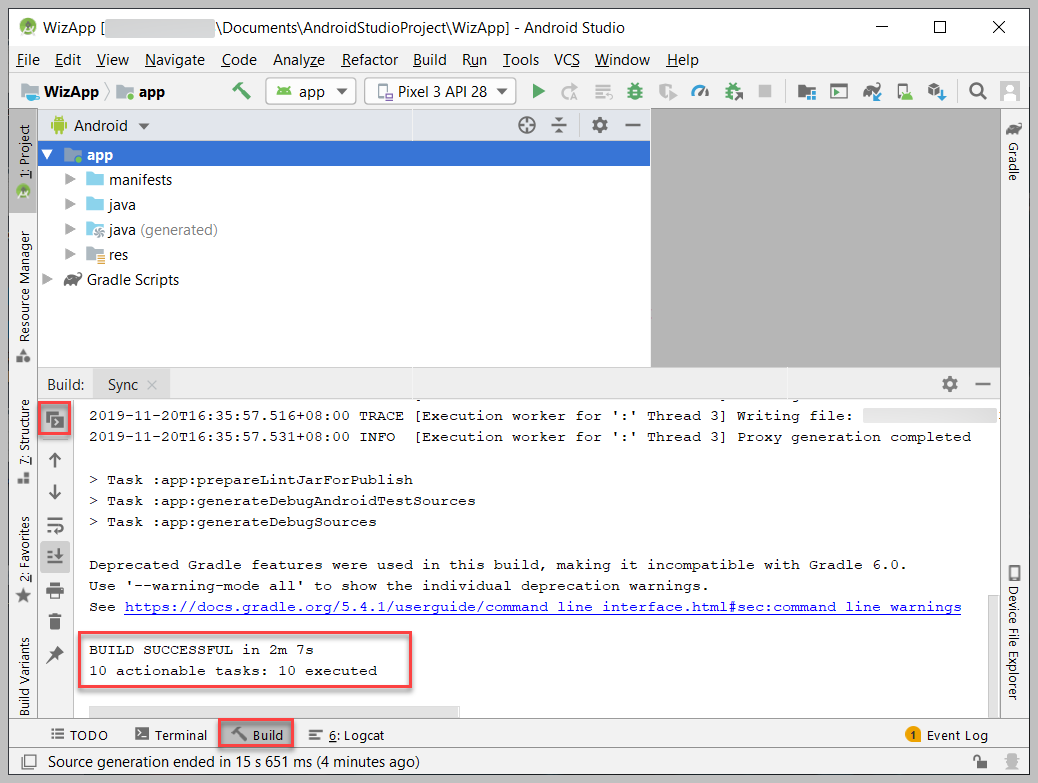 WizApp [ \Documents\AndroidStudioProject\WizApp] - Android Studio
File Edit View Navigate Code Analyze Refactor Build Run Tools VCS Window Help
WizApp app app Pixel 3 API 28
1: Project
Resource Manager
7: Structure
2: Favorites
Build Variants
Android
app
manifests
java
java (generated)
res
Gradle Scripts
Gradle
Device File Explorer
Build: Sync
2019-11-20T16:35:57.516+08:00 TRACE [Execution worker for ':' Thread 3] Writing file:
2019-11-20T16:35:57.531+08:00 INFO [Execution worker for ':' Thread 3] Proxy generation completed
> Task :app:prepareLintJarForPublish
> Task :app:generateDebugAndroidTestSources
> Task :app:generateDebugSources
Deprecated Gradle features were used in this build, making it incompatible with Gradle 6.0.
Use '--warning-mode all' to show the individual deprecation warnings.
See https://docs.gradle.org/5.4.1/userguide/command_line_interface.html#sec:command_line_warnings
BUILD SUCCESSFUL in 2m 7s
10 actionable tasks: 10 executed
TODO Terminal Build 6: Logcat 1 Event Log
Source generation ended in 15 s 651 ms (4 minutes ago)